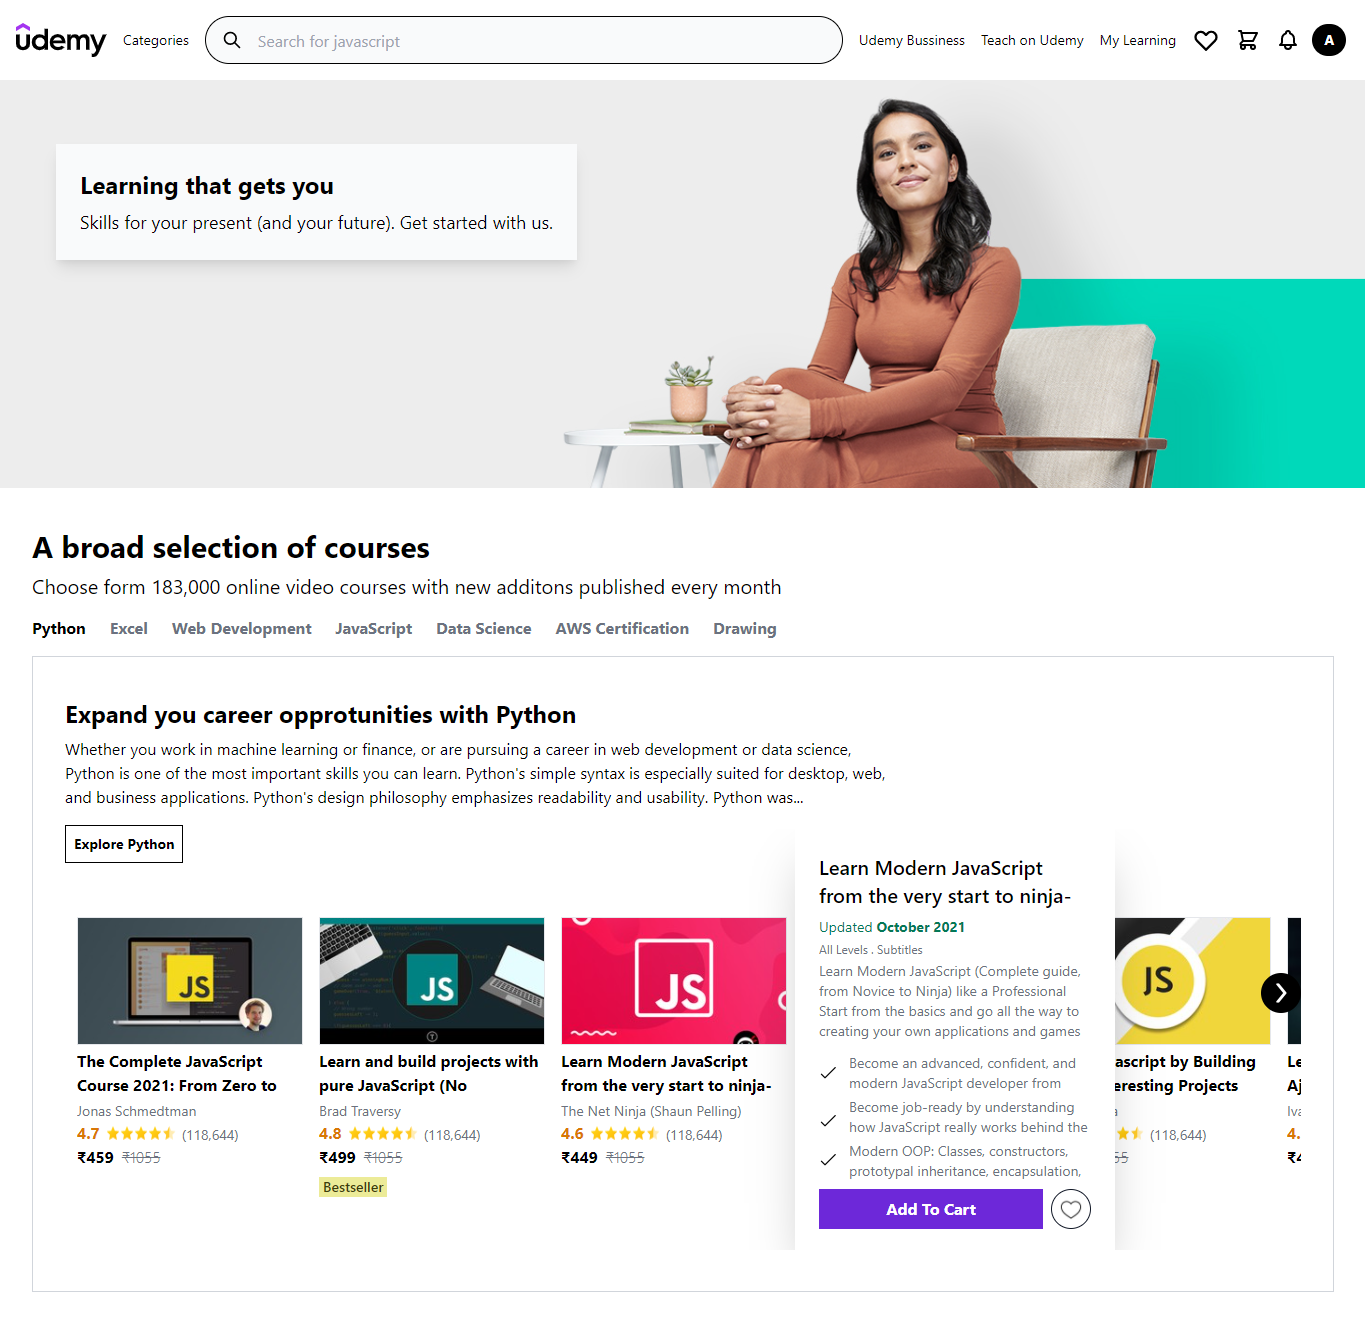 udemy Categories Search for javascript Udemy Bussiness Teach on Udemy My Learning A
Learning that gets you
Skills for your present (and your future). Get started with us.
A broad selection of courses
Choose form 183,000 online video courses with new additons published every month
Python Excel Web Development JavaScript Data Science AWS Certification Drawing
Expand you career opprotunities with Python
Whether you work in machine learning or finance, or are pursuing a career in web development or data science,
Python is one of the most important skills you can learn. Python's simple syntax is especially suited for desktop, web,
and business applications. Python's design philosophy emphasizes readability and usability. Python was...
Explore Python
JS
The Complete JavaScript
Course 2021: From Zero to
Jonas Schmedtman
4.7 (118,644)
₹459 ₹1055
JS
Learn and build projects with
pure JavaScript (No
Brad Traversy
4.8 (118,644)
₹499 ₹1055
Bestseller
JS
Learn Modern JavaScript
from the very start to ninja-
The Net Ninja (Shaun Pelling)
4.6 (118,644)
₹449 ₹1055
Learn Modern JavaScript
from the very start to ninja-
Updated October 2021
All Levels . Subtitles
Learn Modern JavaScript (Complete guide,
from Novice to Ninja) like a Professional
Start from the basics and go all the way to
creating your own applications and games
Become an advanced, confident, and
modern JavaScript developer from
Become job-ready by understanding
how JavaScript really works behind the
Modern OOP: Classes, constructors,
prototypal inheritance, encapsulation,
Add To Cart
JS
ascript by Building
eresting Projects
a
(118,644)
55
Le
Aj
Iva
4.
₹4